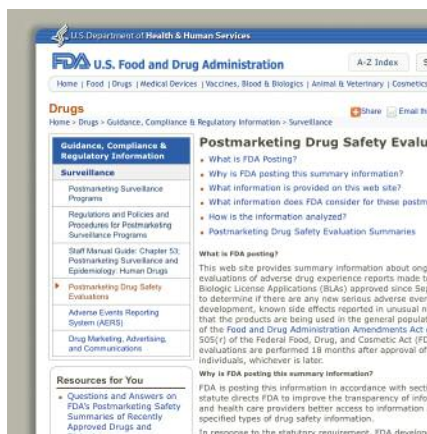 U.S. Department of Health & Human Services
FDA U.S. Food and Drug Administration
A-Z Index
Home | Food | Drugs | Medical Devices | Vaccines, Blood & Biologics | Animal & Veterinary | Cosmetics
Drugs
Share Email th
Home > Drugs > Guidance, Compliance & Regulatory Information > Surveillance
Guidance, Compliance &
Regulatory Information
Surveillance
Postmarketing Surveillance
Programs
Regulations and Policies and
Procedures for Postmarketing
Surveillance Programs
Staff Manual Guide: Chapter 53:
Postmarketing Surveillance and
Epidemiology: Human Drugs
Postmarketing Drug Safety
Evaluations
Adverse Events Reporting
System (AERS)
Drug Marketing, Advertising,
and Communications
Resources for You
Questions and Answers on
FDA's Postmarketing Safety
Summaries of Recently
Approved Drugs and
Postmarketing Drug Safety Evalu
What is FDA Posting?
Why is FDA posting this summary information?
What information is provided on this web site?
What information does FDA consider for these postm
How is the information analyzed?
Postmarketing Drug Safety Evaluation Summaries
What is FDA posting?
This web site provides summary information about ong
evaluations of adverse drug experience reports made t
Biologic License Applications (BLAs) approved since Se
to determine if there are any new serious adverse even
development, known side effects reported in unusual n
that the products are being used in the general populat
of the Food and Drug Administration Amendments Act
505(r) of the Federal Food, Drug, and Cosmetic Act (FD
evaluations are performed 18 months after approval of
individuals, whichever is later.
Why is FDA posting this summary information?
FDA is posting this information in accordance with secti
statute directs FDA to improve the transparency of info
and health care providers better access to information
specified types of drug safety information.
In response to the statutory requirement, FDA develop